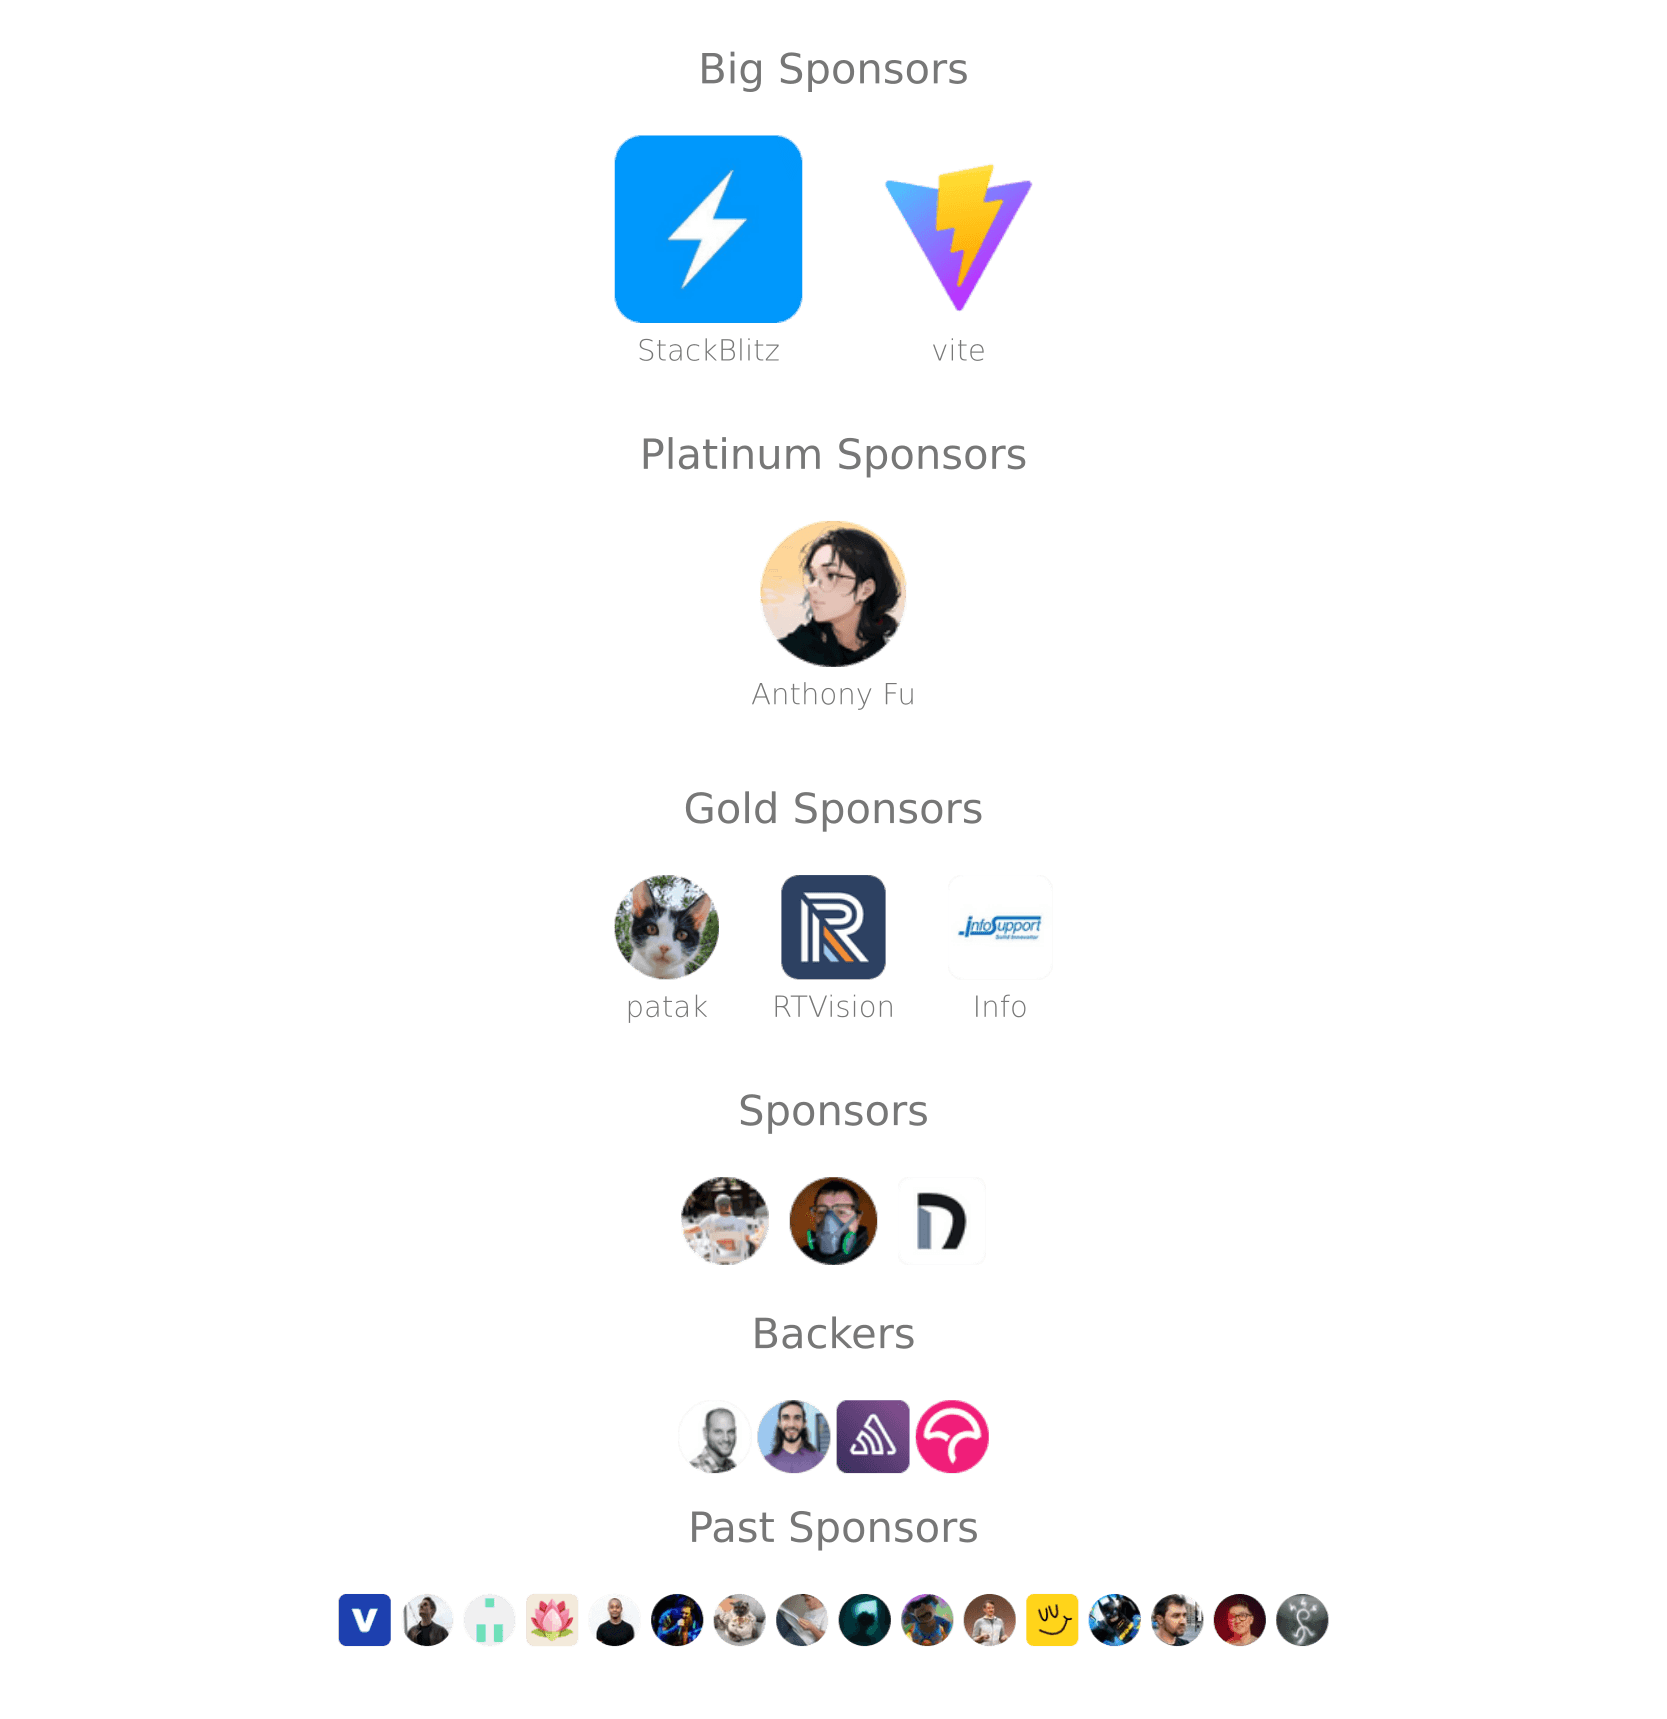 Big Sponsors
StackBlitz
vite
Platinum Sponsors
Anthony Fu
Gold Sponsors
infoSupport
patak
RTVision
Info
Sponsors
Backers
Past Sponsors
V